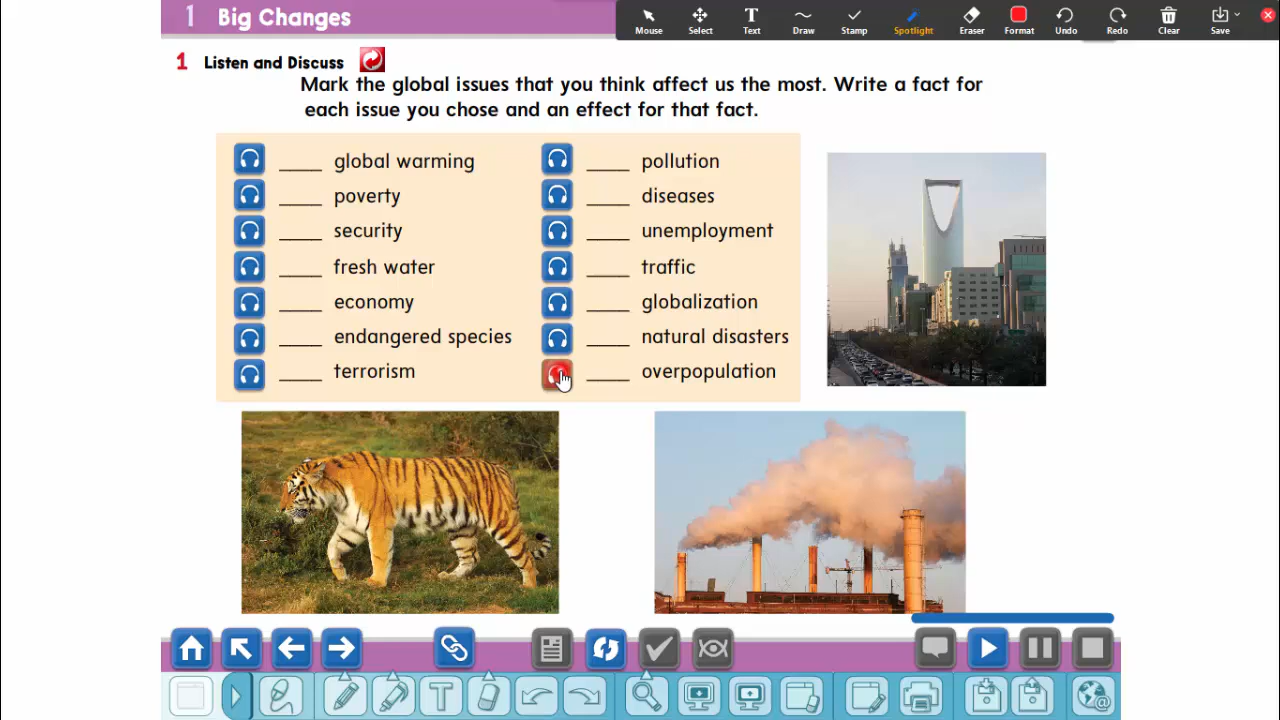 1 Big Changes
Mouse Select Text Draw Stamp Spotlight Eraser Format Undo Redo Clear Save
1 Listen and Discuss
Mark the global issues that you think affect us the most. Write a fact for
each issue you chose and an effect for that fact.
____ global warming
____ poverty
____ security
____ fresh water
____ economy
____ endangered species
____ terrorism
____ pollution
____ diseases
____ unemployment
____ traffic
____ globalization
____ natural disasters
____ overpopulation